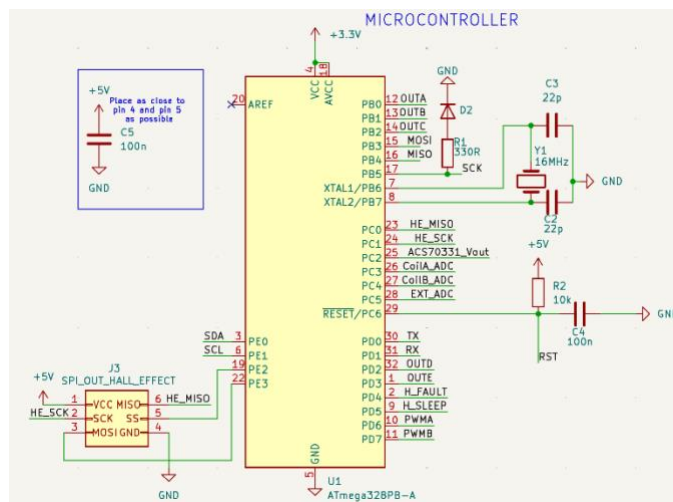 MICROCONTROLLER
+3.3V
+5V
Place as close to
pin 4 and pin 5
as possible
C5
100n
GND
4
18
VCC
AVCC
20
AREF
PB0 12 OUTA
PB1 13 OUTB
PB2 14 OUTC
PB3 15 MOSI
PB4 16 MISO
PB5 17 SCK
XTAL1/PB6 7
XTAL2/PB7 8
GND
D2
R1
330R
C3
22p
Y1
16MHz
GND
C2
22p
PC0 23 HE_MISO
PC1 24 HE_SCK
PC2 25 ACS70331_Vout
PC3 26 CoilA_ADC
PC4 27 CoilB_ADC
PC5 28 EXT_ADC
RESET/PC6 29
+5V
R2
10k
C4
100n
GND
RST
SDA 3 PE0
SCL 6 PE1
19 PE2
22 PE3
PD0 30 TX
PD1 31 RX
PD2 32 OUTD
PD3 1 OUTE
PD4 2 H_FAULT
PD5 9 H_SLEEP
PD6 10 PWMA
PD7 11 PWMB
J3
SPI_OUT_HALL_EFFECT
+5V
1 VCC MISO 6 HE_MISO
HE_SCK 2 SCK SS 5
3 MOSI GND 4
GND
GND
5
U1
GND
ATmega328PB-A